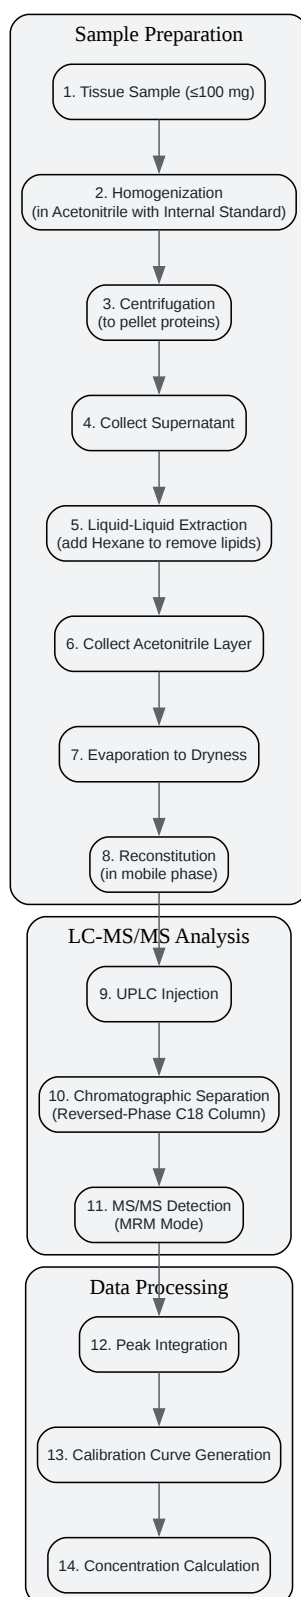 Sample Preparation
1. Tissue Sample (≤100 mg)
2. Homogenization
(in Acetonitrile with Internal Standard)
3. Centrifugation
(to pellet proteins)
4. Collect Supernatant
5. Liquid-Liquid Extraction
(add Hexane to remove lipids)
6. Collect Acetonitrile Layer
7. Evaporation to Dryness
8. Reconstitution
(in mobile phase)
LC-MS/MS Analysis
9. UPLC Injection
10. Chromatographic Separation
(Reversed-Phase C18 Column)
11. MS/MS Detection
(MRM Mode)
Data Processing
12. Peak Integration
13. Calibration Curve Generation
14. Concentration Calculation